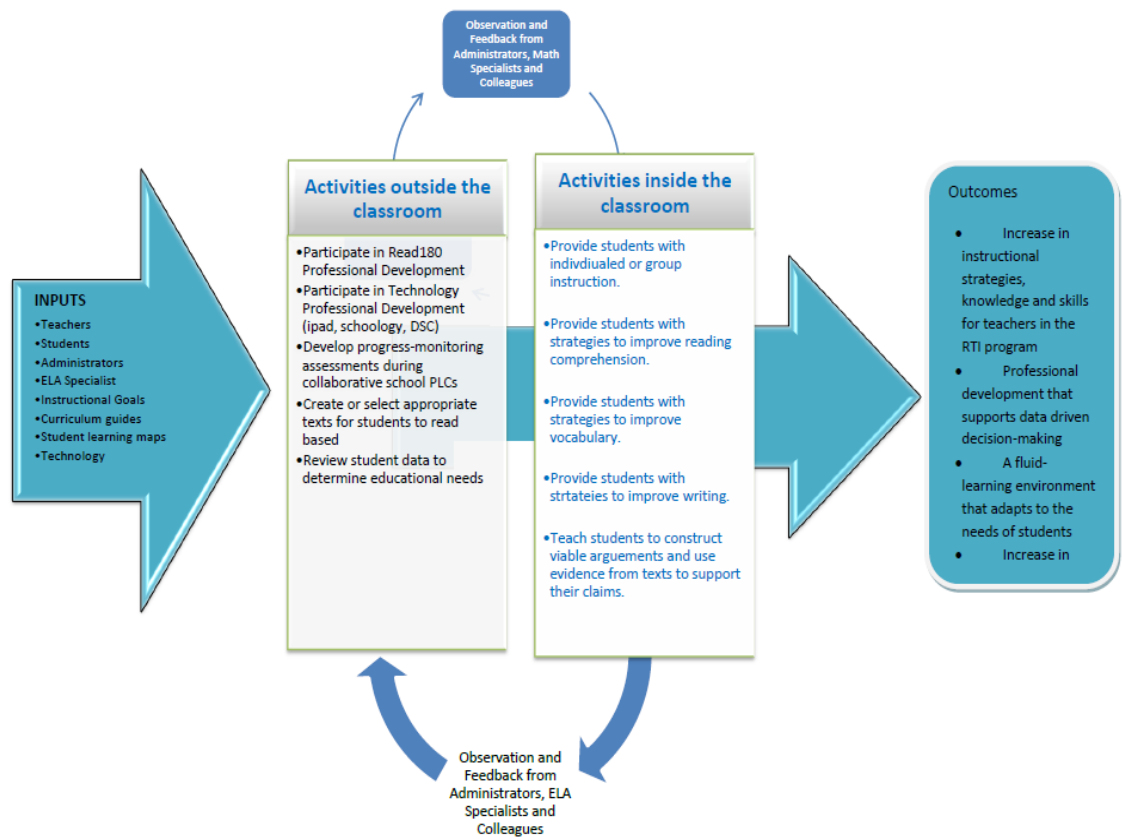 Observation and
Feedback from
Administrators, Math
Specialists and
Colleagues
INPUTS
•Teachers
•Students
•Administrators
•ELA Specialist
•Instructional Goals
•Curriculum guides
•Student learning maps
•Technology
Activities outside the
classroom
•Participate in Read180
Professional Development
•Participate in Technology
Professional Development
(ipad, schoology, DSC)
•Develop progress-monitoring
assessments during
collaborative school PLCs
•Create or select appropriate
texts for students to read
based
•Review student data to
determine educational needs
Activities inside the
classroom
•Provide students with
indivdiualed or group
instruction.
•Provide students with
strategies to improve reading
comprehension.
•Provide students with
strategies to improve
vocabulary.
•Provide students with
strtateies to improve writing.
•Teach students to construct
viable arguements and use
evidence from texts to support
their claims.
Outcomes
• Increase in
instructional
strategies,
knowledge and skills
for teachers in the
RTI program
• Professional
development that
supports data driven
decision-making
• A fluid-
learning environment
that adapts to the
needs of students
• Increase in
Observation and
Feedback from
Administrators, ELA
Specialists and
Colleagues